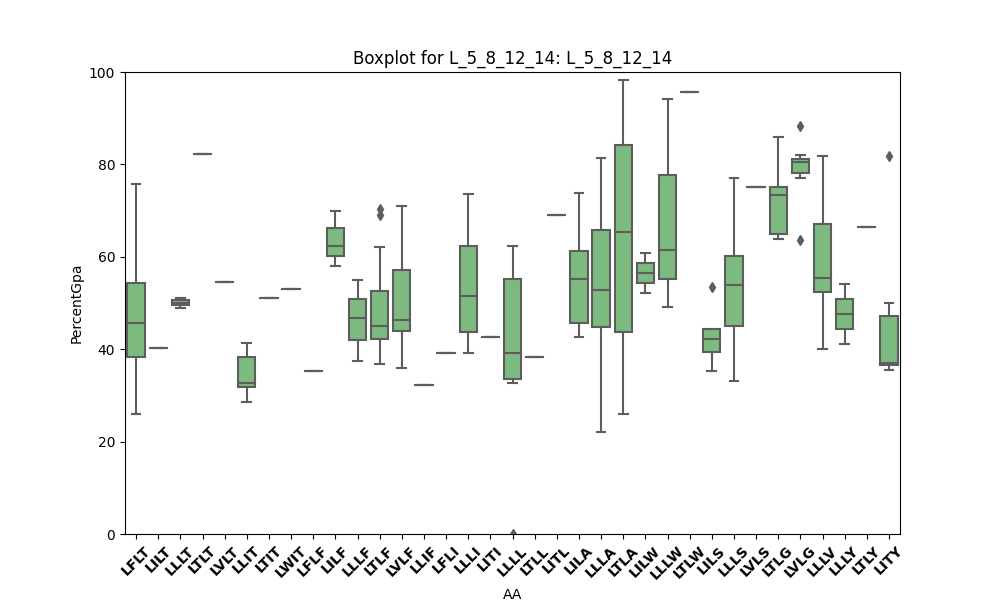 Boxplot for L_5_8_12_14: L_5_8_12_14
100
80
60
40
20
0
PercentGpa
LFLT LILT LLLT LTLT LVLT LLIT LTIT LWIT LFLF LILF LLLF LTLF LVLF LLIF LFLI LLLI LITI LLLL LTLL LITL LILA LLLA LTLA LILW LLLW LTLW LILS LLLS LVLS LTLG LVLG LLLV LLLY LTLY LITY
AA